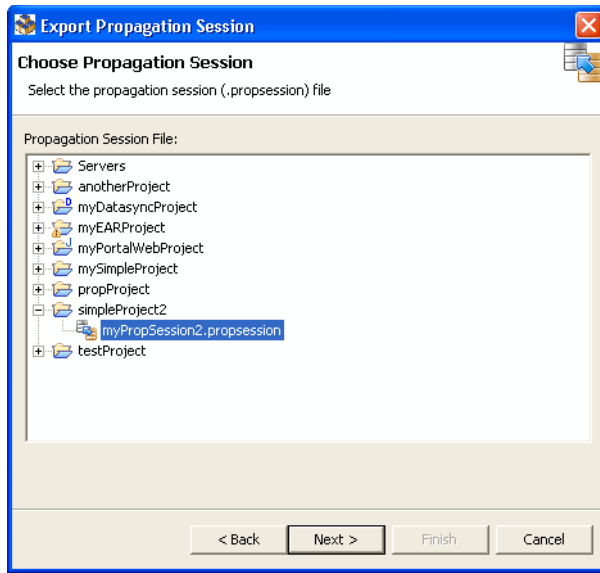 Export Propagation Session
Choose Propagation Session
Select the propagation session (.propsession) file
Propagation Session File:
Servers
anotherProject
myDatasyncProject
myEARProject
myPortalWebProject
mySimpleProject
propProject
simpleProject2
myPropSession2.propsession
testProject
< Back Next > Finish Cancel